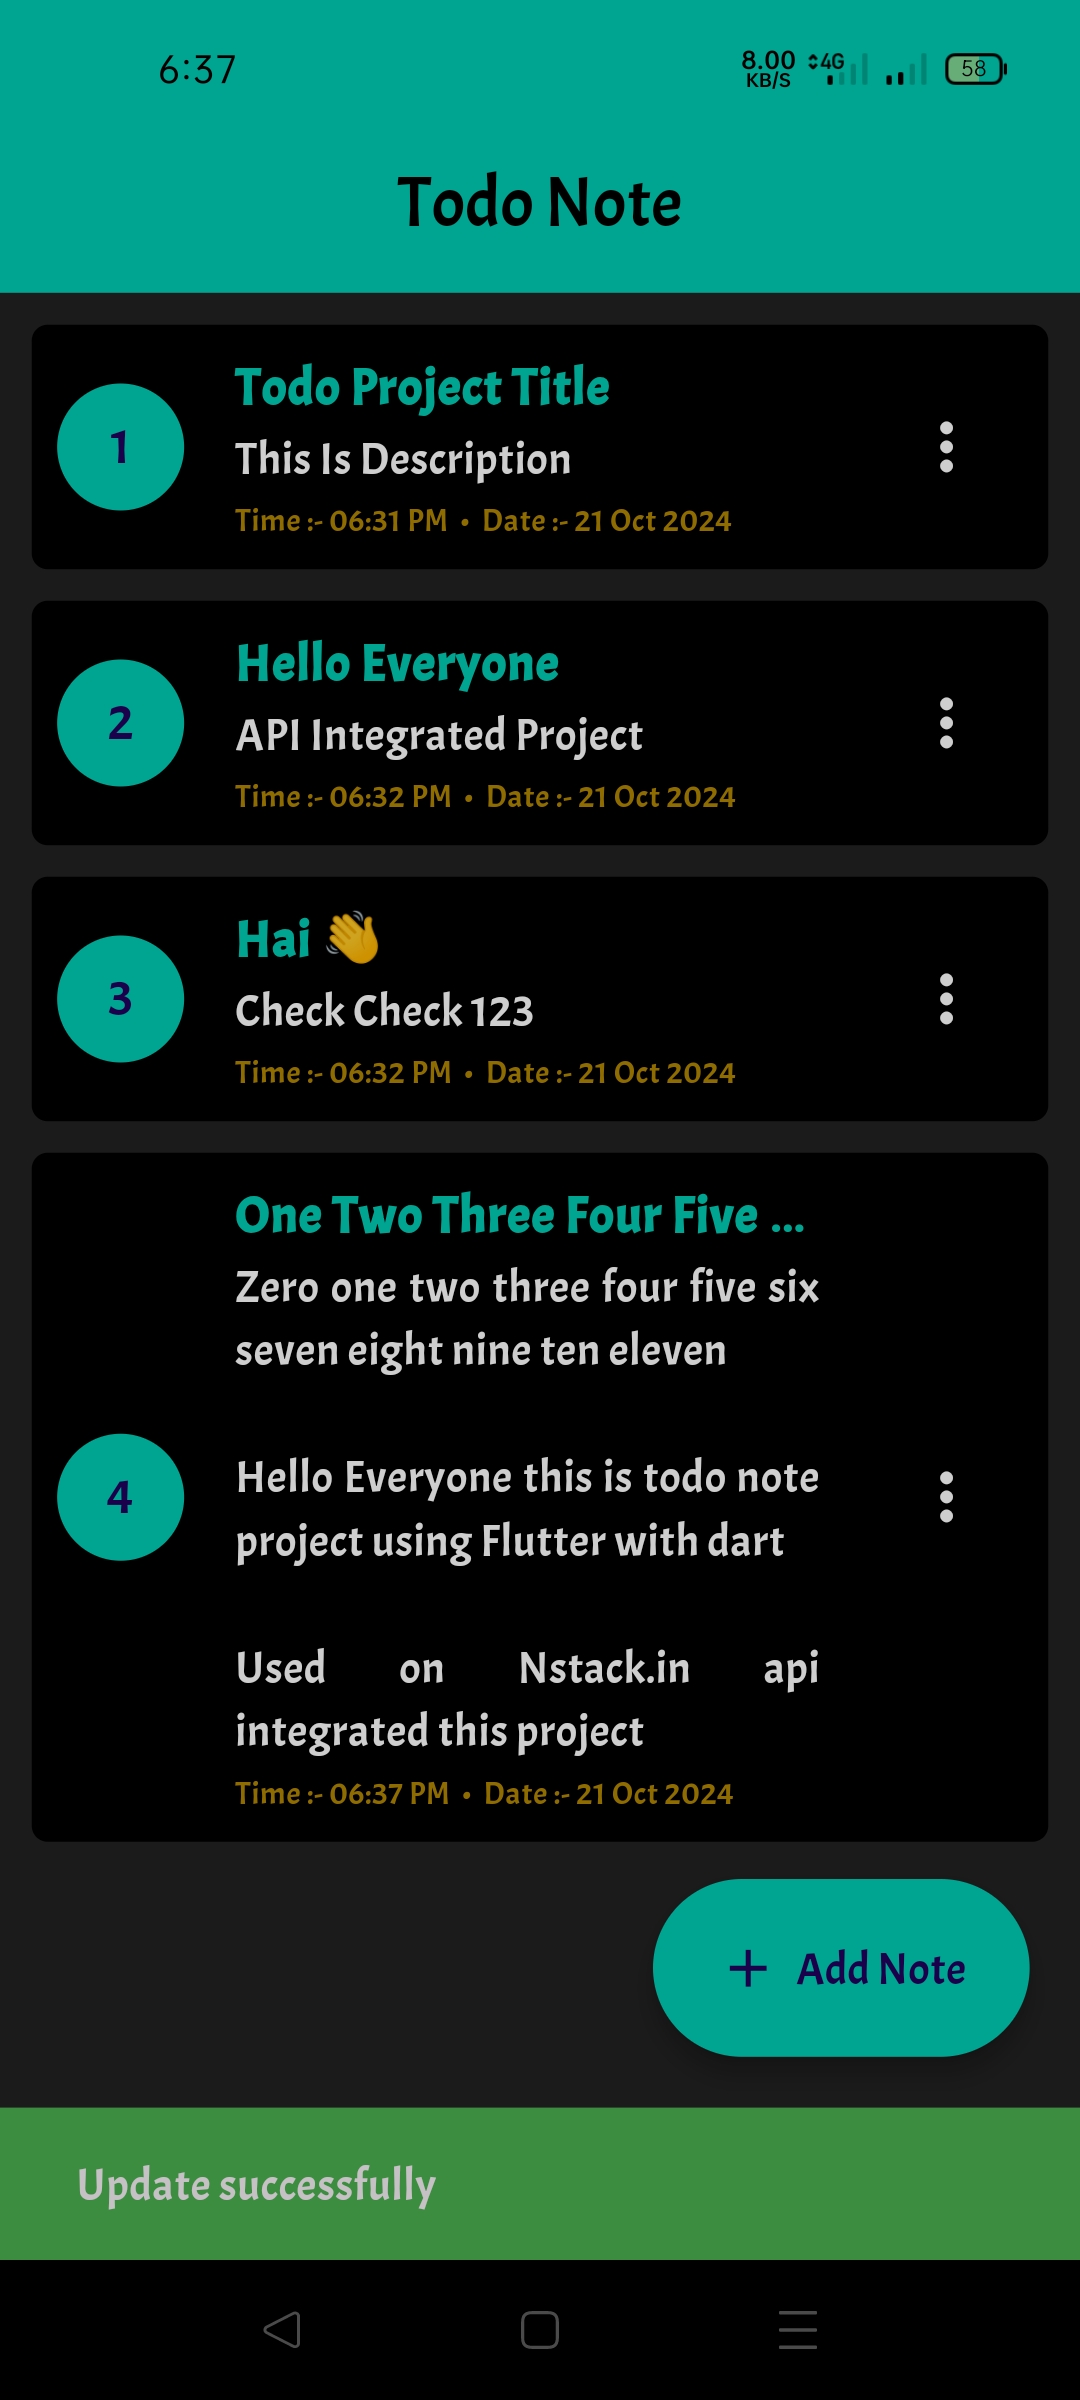 6:37
8.00 KB/S 4G 58
Todo Note
1
Todo Project Title
This Is Description
Time :- 06:31 PM • Date :- 21 Oct 2024
2
Hello Everyone
API Integrated Project
Time :- 06:32 PM • Date :- 21 Oct 2024
3
Hai 👋
Check Check 123
Time :- 06:32 PM • Date :- 21 Oct 2024
One Two Three Four Five ...
Zero one two three four five six
seven eight nine ten eleven
4
Hello Everyone this is todo note
project using Flutter with dart
Used on Nstack.in api
integrated this project
Time :- 06:37 PM • Date :- 21 Oct 2024
+ Add Note
Update successfully